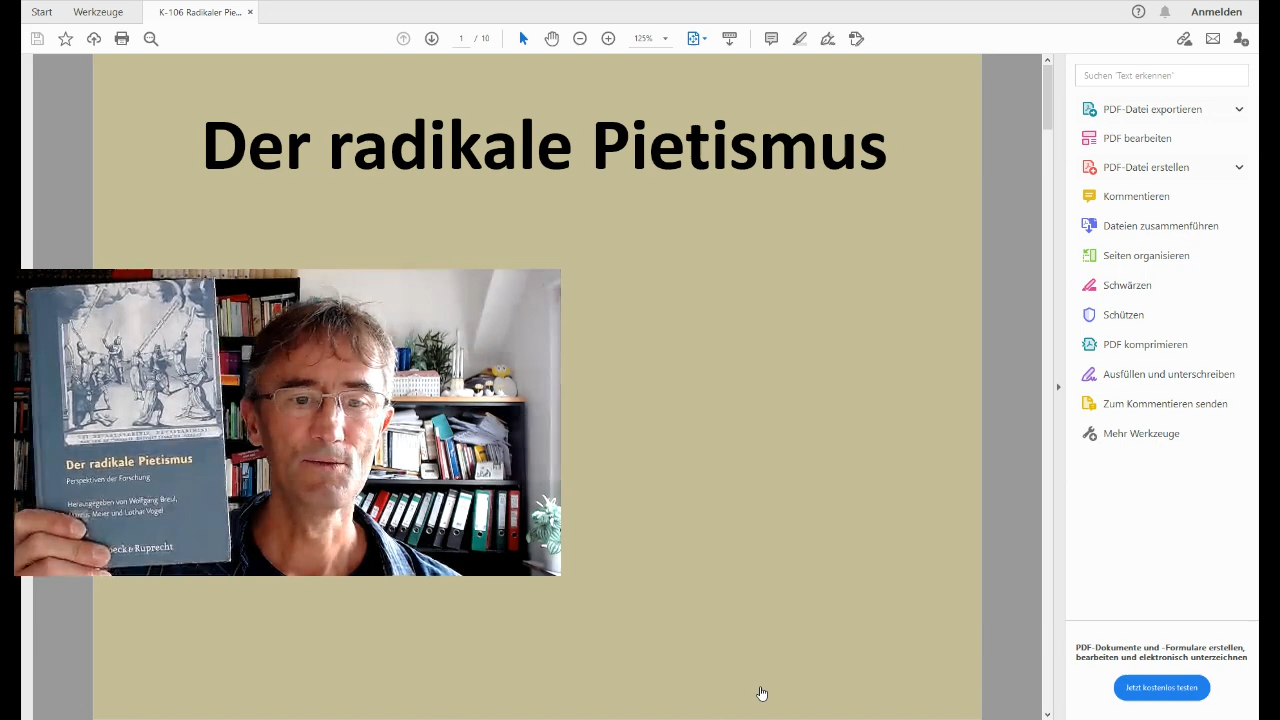 Start
Werkzeuge
K-106 Radikaler Pie...
Anmelden
1 / 10
125%
Suchen 'Text erkennen'
PDF-Datei exportieren
PDF bearbeiten
PDF-Datei erstellen
Kommentieren
Dateien zusammenführen
Seiten organisieren
Schwärzen
Schützen
PDF komprimieren
Ausfüllen und unterschreiben
Zum Kommentieren senden
Mehr Werkzeuge
PDF-Dokumente und -Formulare erstellen,
bearbeiten und elektronisch unterzeichnen
Jetzt kostenlos testen
Der radikale Pietismus
Der radikale Pietismus
Perspektiven der Forschung
Herausgegeben von Wolfgang Breul,
Meier und Lothar Vogel
Ruprecht